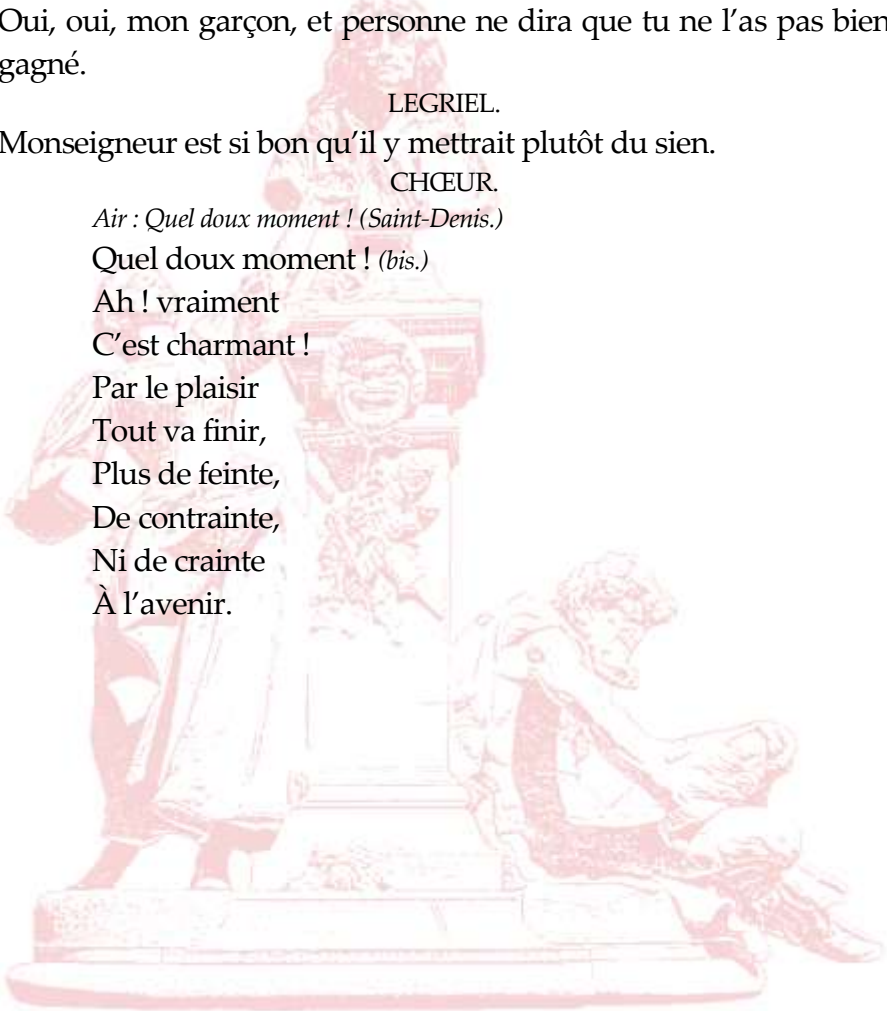 Oui, oui, mon garçon, et personne ne dira que tu ne l'as pas bien
gagné.
LEGRIEL.
Monseigneur est si bon qu'il y mettrait plutôt du sien.
CHŒUR.
Air : Quel doux moment ! (Saint-Denis.)
Quel doux moment ! (bis.)
Ah ! vraiment
C'est charmant !
Par le plaisir
Tout va finir,
Plus de feinte,
De contrainte,
Ni de crainte
À l'avenir.